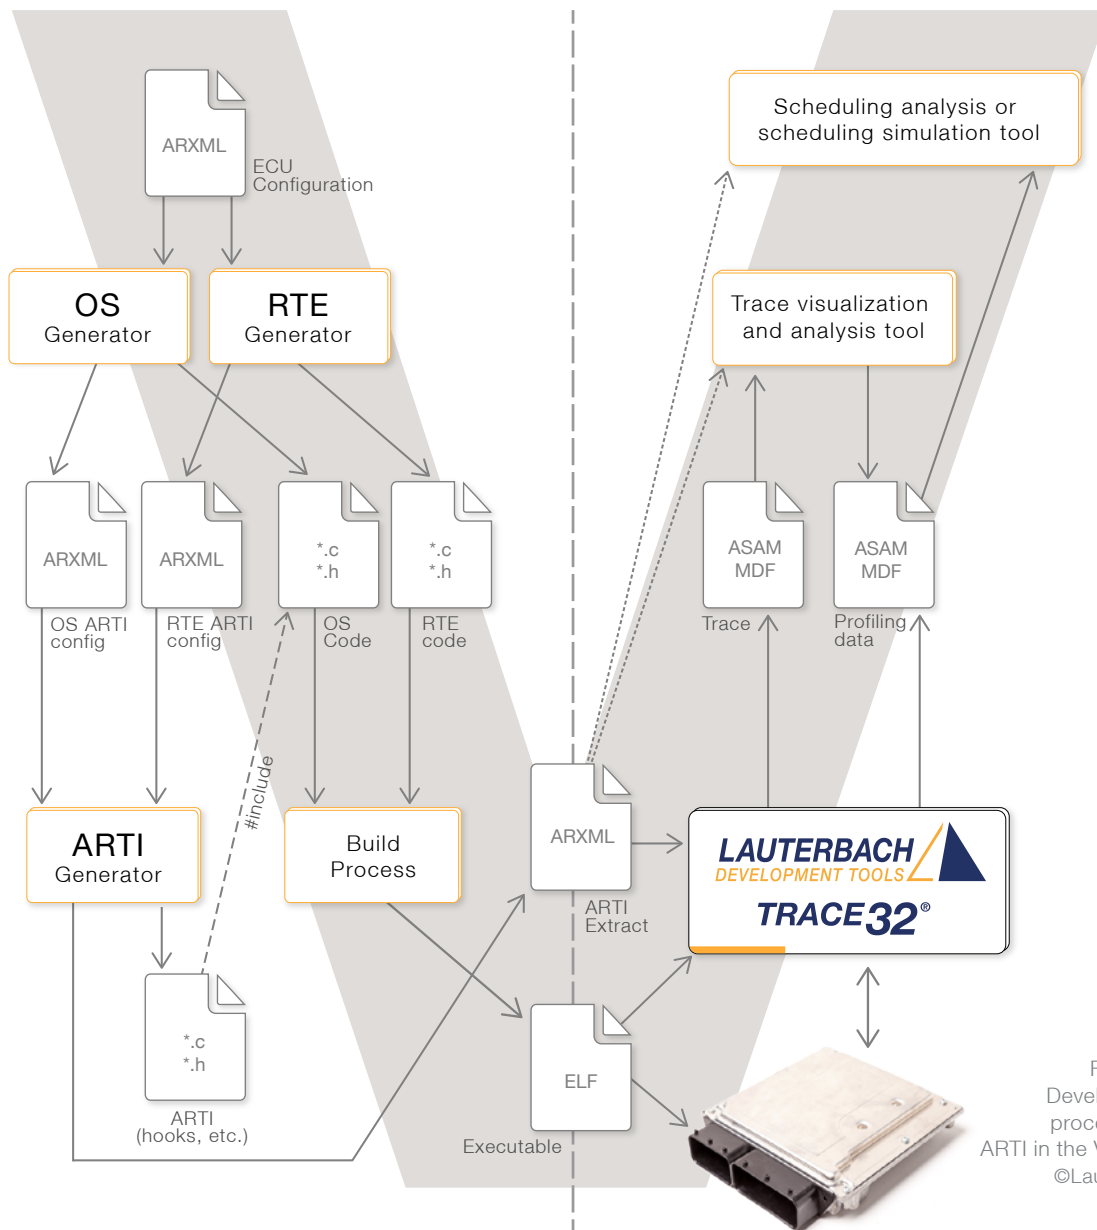 ARXML
ECU
Configuration
Scheduling analysis or
scheduling simulation tool
OS
Generator
RTE
Generator
Trace visualization
and analysis tool
ARXML
OS ARTI
config
ARXML
RTE ARTI
config
*.c
*.h
OS
Code
*.c
*.h
RTE
code
ASAM
MDF
Trace
ASAM
MDF
Profiling
data
#include
ARTI
Generator
Build
Process
ARXML
ARTI
Extract
LAUTERBACH
DEVELOPMENT TOOLS
TRACE32®
*.c
*.h
ARTI
(hooks, etc.)
ELF
Executable
ARTI in the